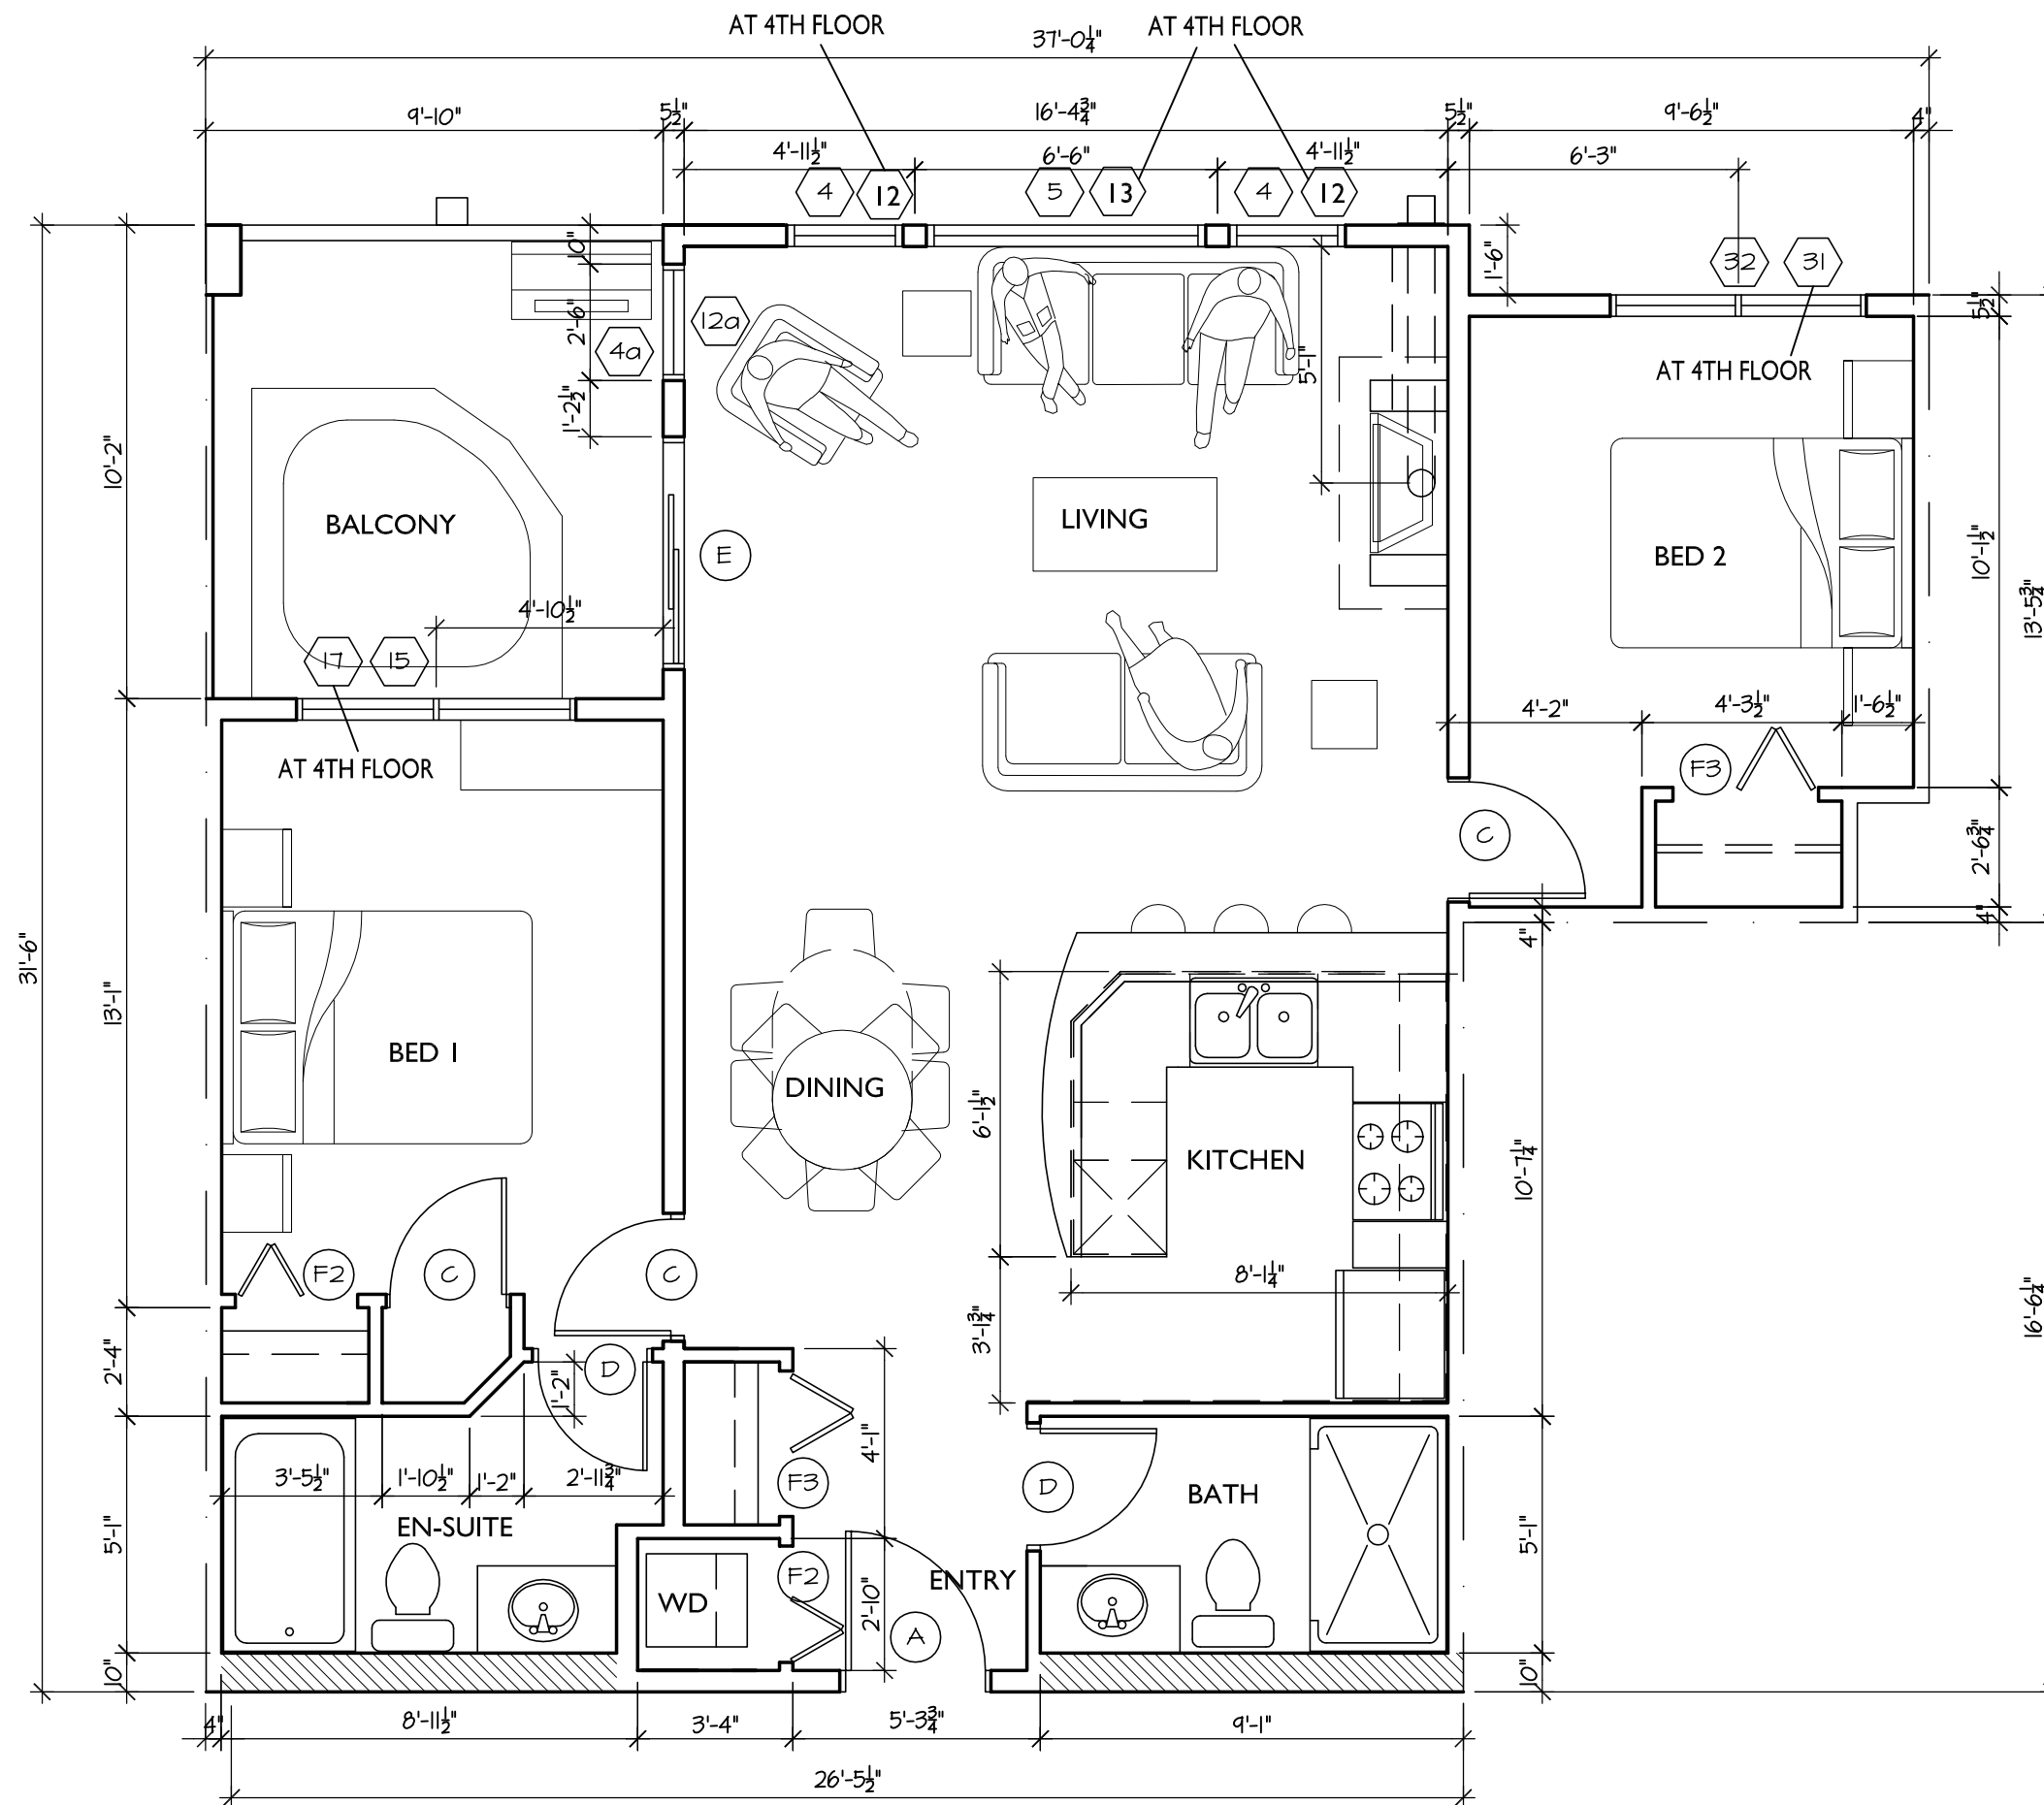 AT 4TH FLOOR
AT 4TH FLOOR
37'-0¼"
9'-10"
5½"
16'-4¾"
5½"
9'-6½"
4"
4'-11½"
6'-6"
4'-11½"
6'-3"
4
12
5
13
4
12
10"
1'-6"
32
31
5½"
2'-6"
12a
4a
5'-1"
AT 4TH FLOOR
1'-2½"
10'-2"
BALCONY
LIVING
E
BED 2
10'-1½"
13'-5¾"
4'-10½"
17
15
4'-2"
4'-3½"
1'-6½"
AT 4TH FLOOR
F3
C
2'-6¾"
4"
4"
31'-6"
13'-1"
BED 1
DINING
6'-1½"
KITCHEN
10'-7¼"
F2
C
C
8'-1¼"
3'-1¾"
16'-6½"
2'-4"
D
1'-2"
4'-1"
3'-5½"
1'-10½"
1'-2"
2'-11¾"
F3
D
BATH
EN-SUITE
5'-1"
5'-1"
F2
ENTRY
WD
2'-10"
A
10"
10"
4"
8'-11½"
3'-4"
5'-3¾"
9'-1"
26'-5½"